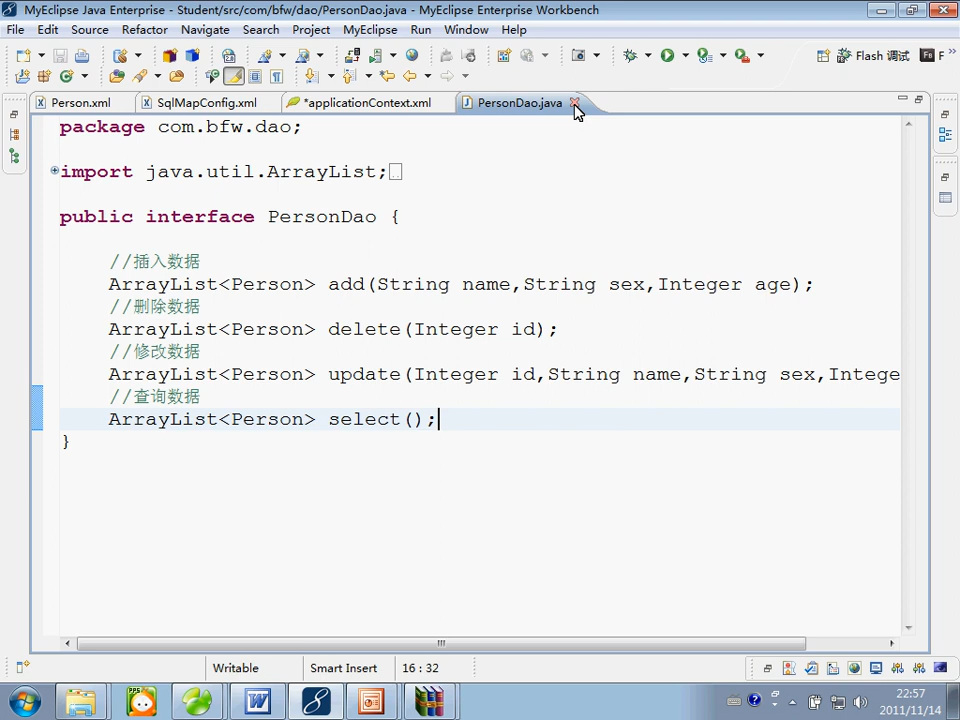 MyEclipse Java Enterprise - Student/src/com/bfw/dao/PersonDao.java - MyEclipse Enterprise Workbench
File Edit Source Refactor Navigate Search Project MyEclipse Run Window Help
Flash 调试
Person.xml SqlMapConfig.xml *applicationContext.xml PersonDao.java
package com.bfw.dao;
import java.util.ArrayList;
public interface PersonDao {
//插入数据
ArrayList<Person> add(String name,String sex,Integer age);
//删除数据
ArrayList<Person> delete(Integer id);
//修改数据
ArrayList<Person> update(Integer id,String name,String sex,Intege
//查询数据
ArrayList<Person> select();
}
Writable Smart Insert 16 : 32
22:57
2011/11/14